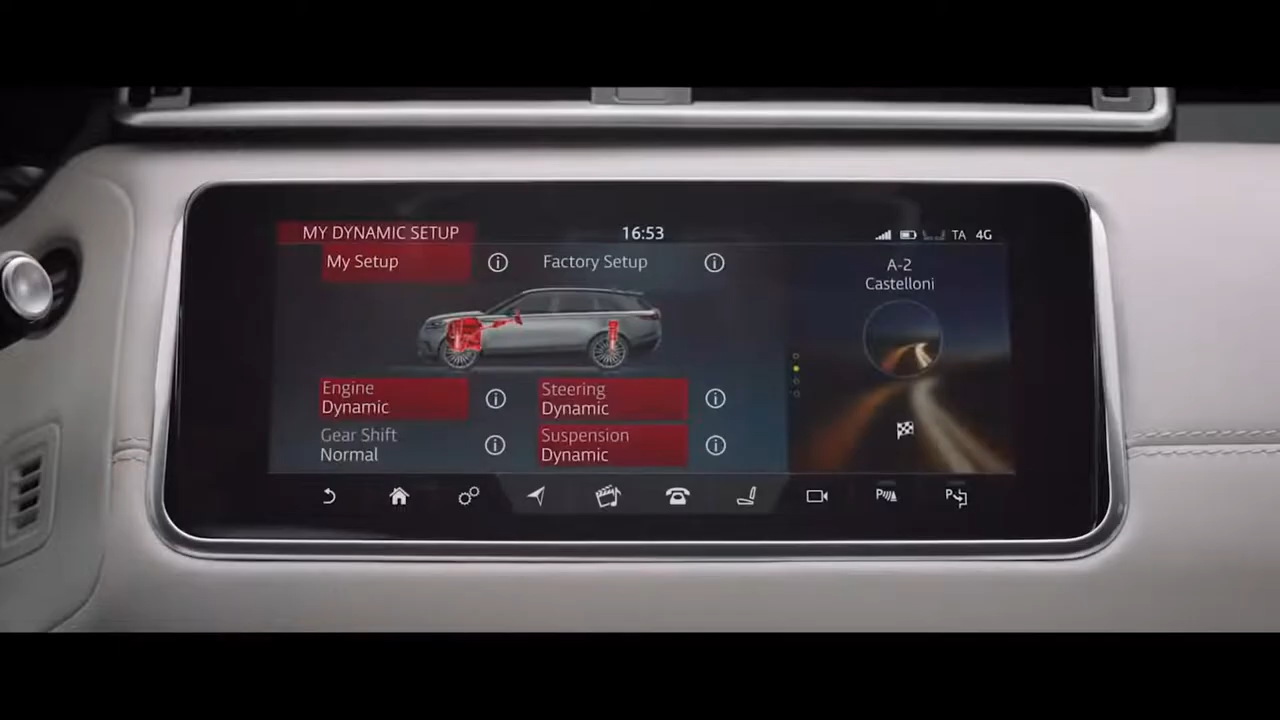 MY DYNAMIC SETUP
16:53
TA 4G
My Setup
Factory Setup
A-2
Castelloni
Engine
Dynamic
Steering
Dynamic
Gear Shift
Normal
Suspension
Dynamic